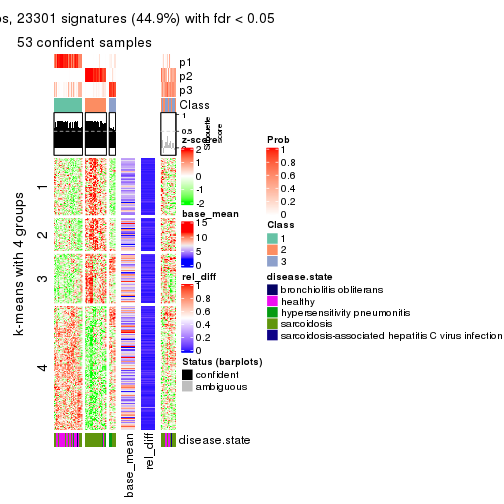 os, 23301 signatures (44.9%) with fdr < 0.05
53 confident samples
p1
p2
p3
Class
1
0.5
0
Silhouette
score
k-means with 4 groups
1
2
3
4
z-score
2
1
0
-1
-2
base_mean
15
10
5
0
rel_diff
1
0.8
0.6
0.4
0.2
0
Status (barplots)
confident
ambiguous
disease.state
base_mean
rel_diff
Prob
1
0.8
0.6
0.4
0.2
0
Class
1
2
3
disease.state
bronchiolitis obliterans
healthy
hypersensitivity pneumonitis
sarcoidosis
sarcoidosis-associated hepatitis C virus infection